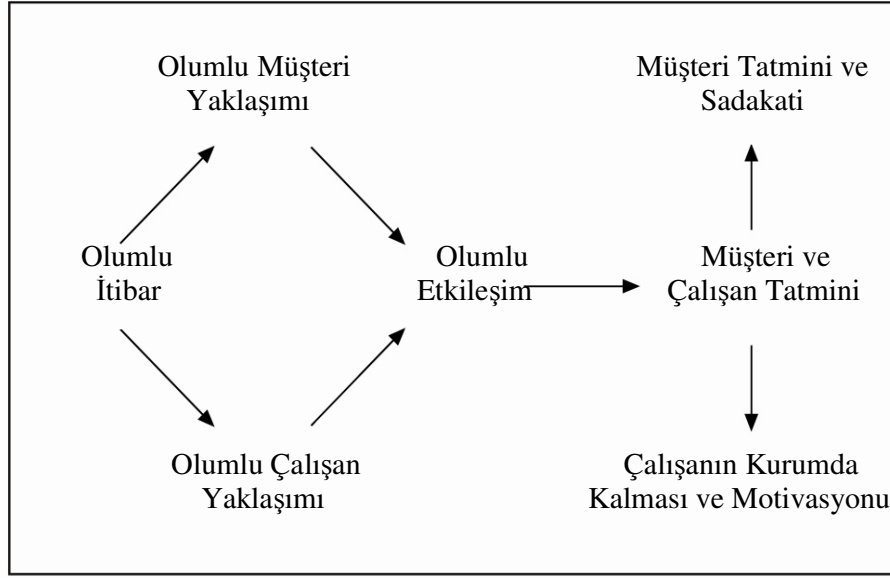 Olumlu Müşteri
Yaklaşımı
Müşteri Tatmini ve
Sadakati
Olumlu
İtibar
Olumlu
Etkileşim
Müşteri ve
Çalışan Tatmini
Olumlu Çalışan
Yaklaşımı
Çalışanın Kurumda
Kalması ve Motivasyonu